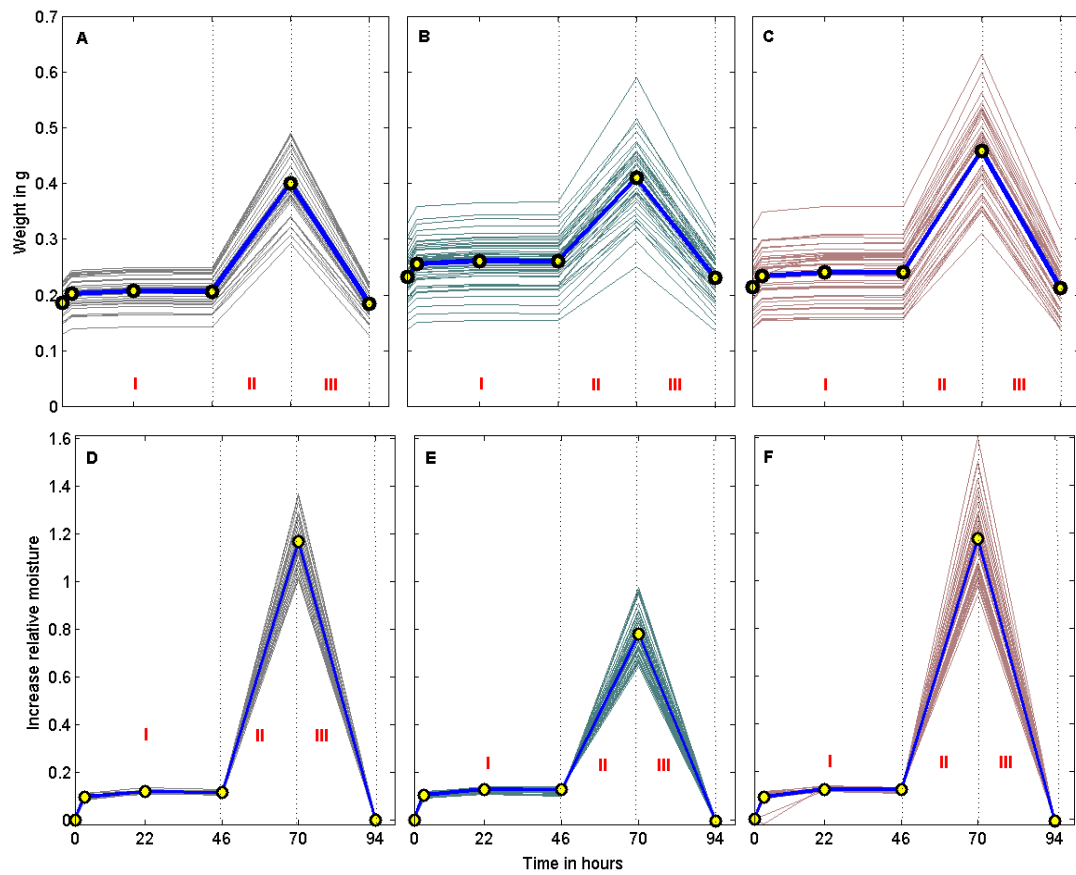 0.7
A
B
C
0.6
0.5
0.4
0.3
0.2
0.1
0
Weight in g
I
II
III
I
II
III
I
II
III
1.6
D
E
F
1.4
1.2
1
0.8
0.6
0.4
0.2
0
Increase relative moisture
I
II
III
I
II
III
I
II
III
0 22 46 70 94
0 22 46 70 94
0 22 46 70 94
Time in hours